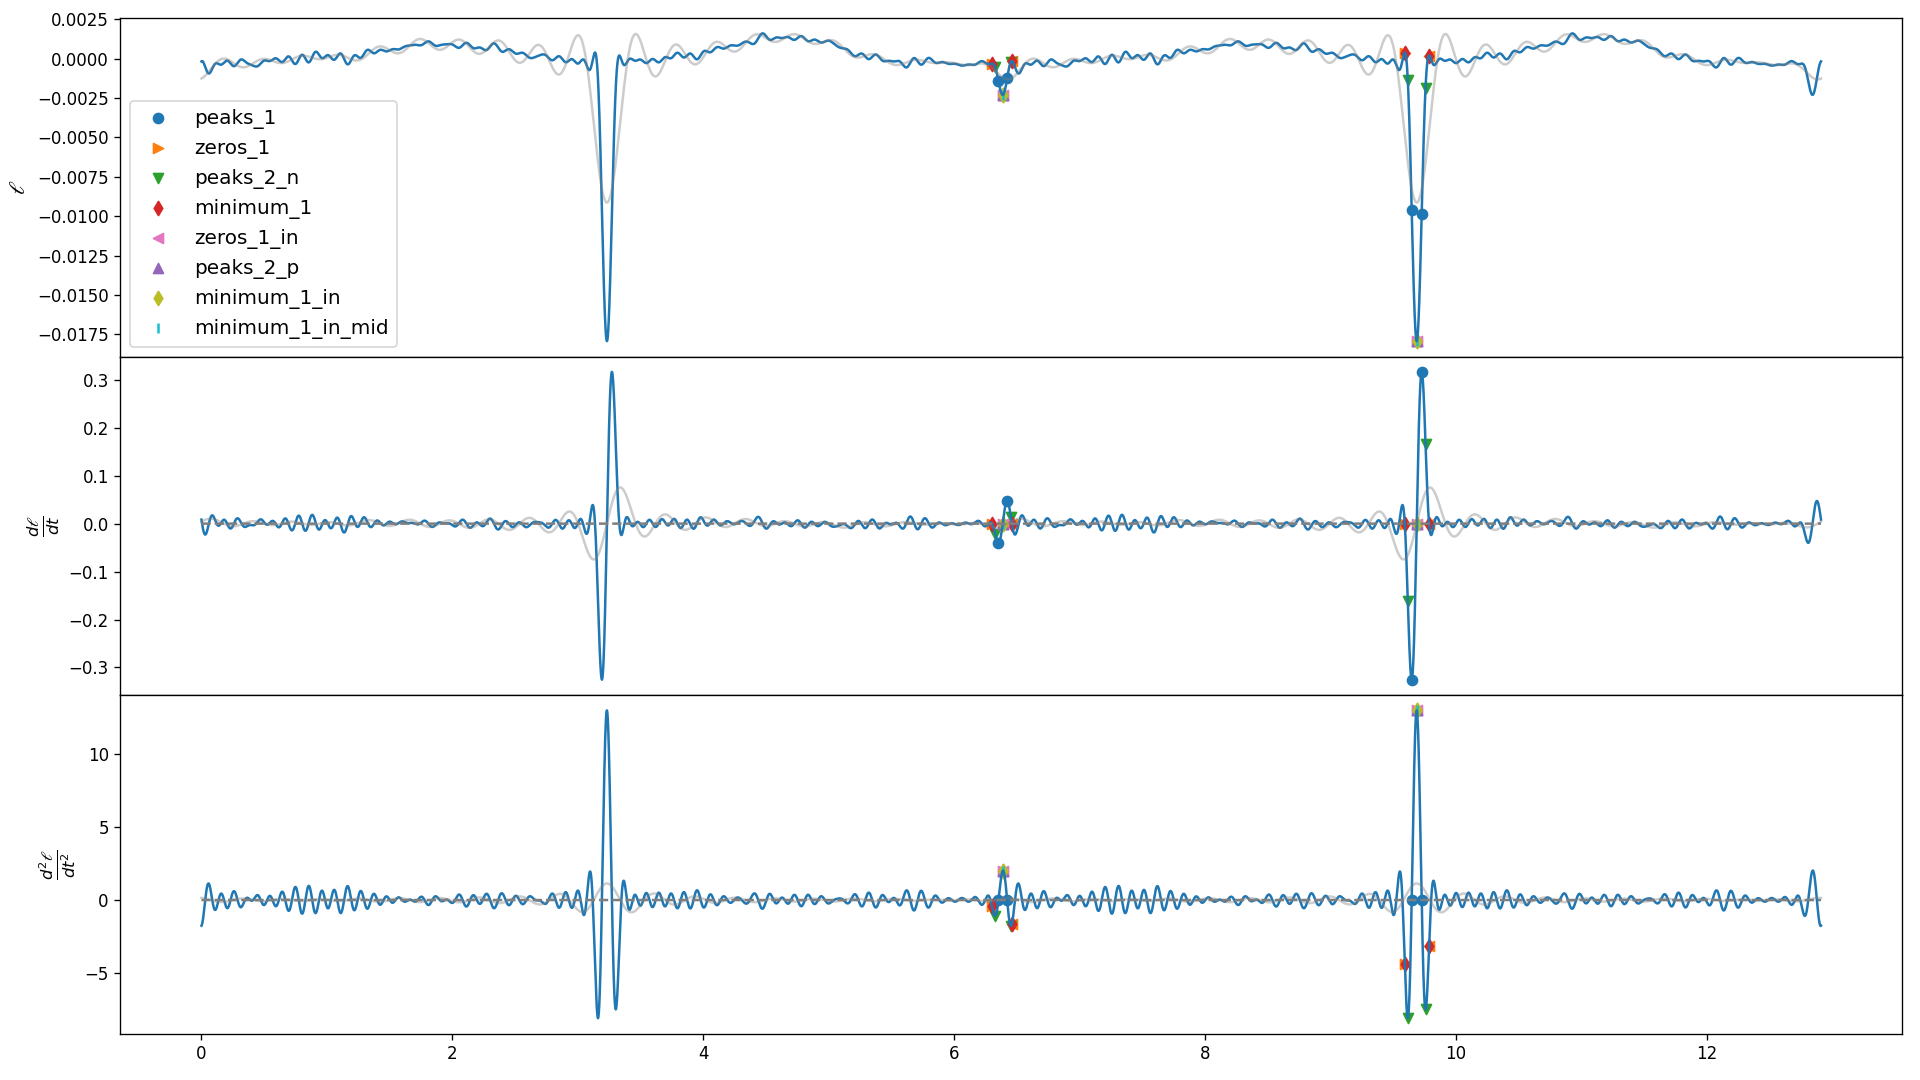 0.0025
0.0000
−0.0025
−0.0050
−0.0075
−0.0100
−0.0125
−0.0150
−0.0175
ℓ
peaks_1
zeros_1
peaks_2_n
minimum_1
zeros_1_in
peaks_2_p
minimum_1_in
minimum_1_in_mid
0.3
0.2
0.1
0.0
−0.1
−0.2
−0.3
dℓ
dt
10
5
0
−5
d²ℓ
dt²
0 2 4 6 8 10 12